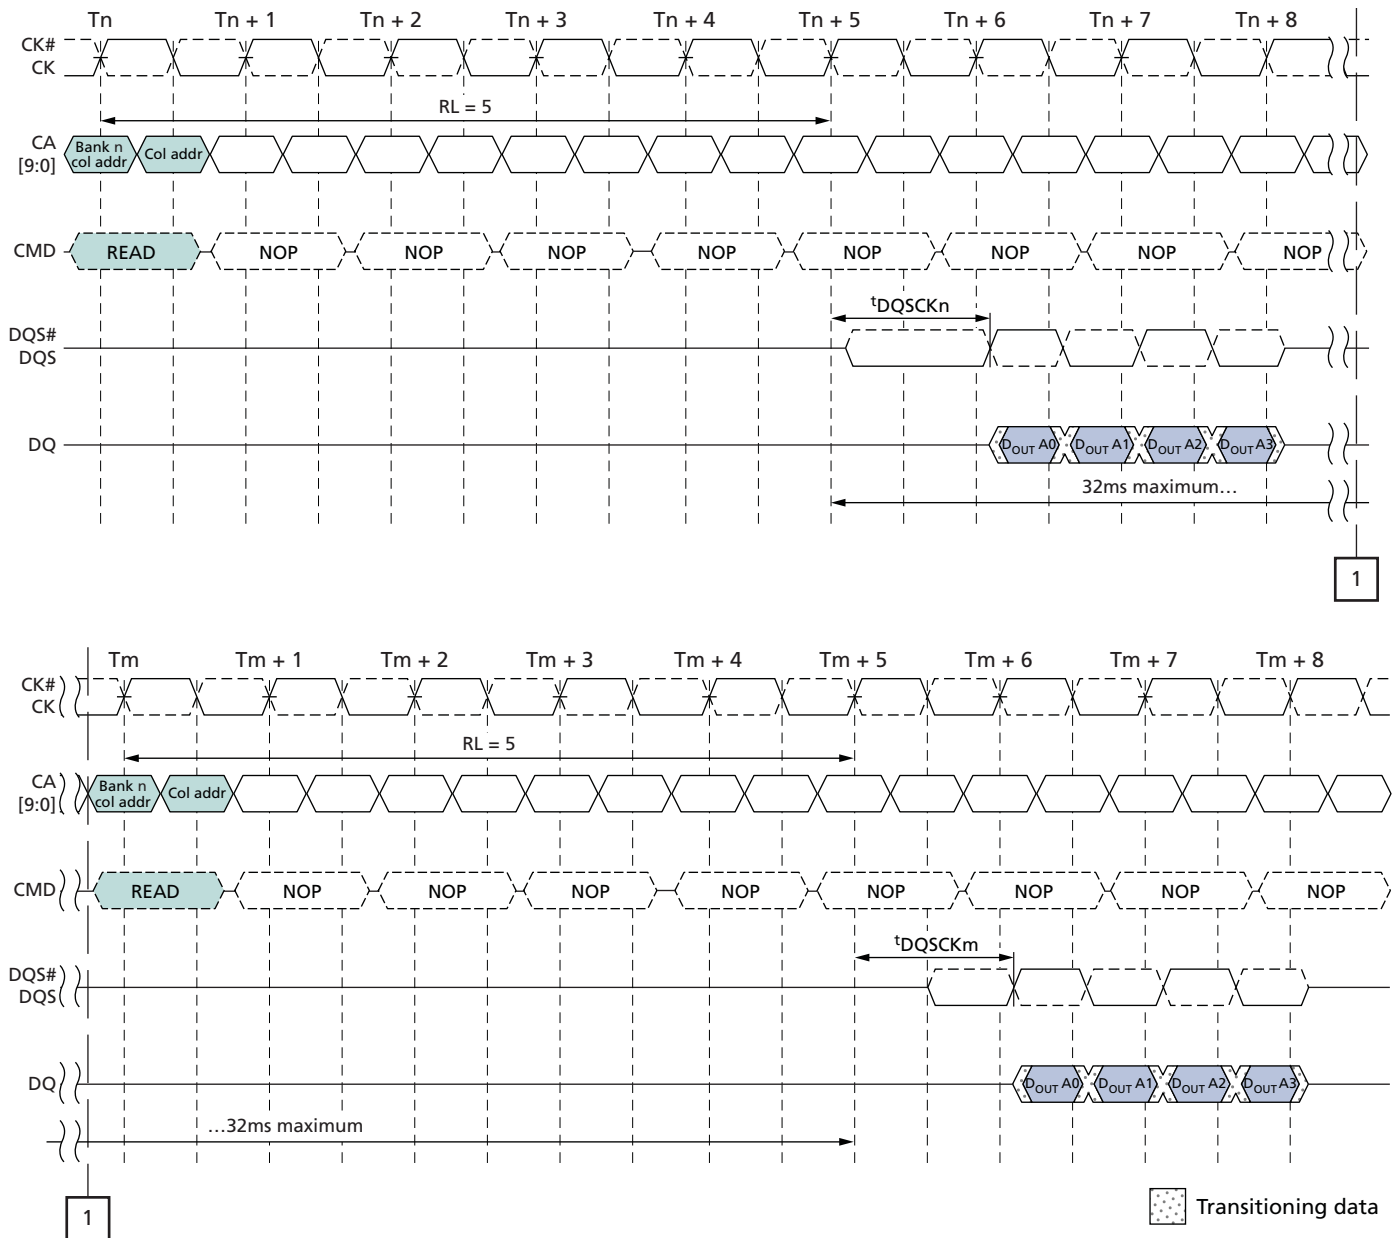 Tn Tn + 1 Tn + 2 Tn + 3 Tn + 4 Tn + 5 Tn + 6 Tn + 7 Tn + 8
CK#
CK
RL = 5
CA
[9:0]
Bank n
col addr
Col addr
CMD READ NOP NOP NOP NOP NOP NOP NOP NOP
tDQSCKn
DQS#
DQS
DQ DOUT A0 DOUT A1 DOUT A2 DOUT A3
32ms maximum…
1
Tm Tm + 1 Tm + 2 Tm + 3 Tm + 4 Tm + 5 Tm + 6 Tm + 7 Tm + 8
CK#
CK
RL = 5
CA
[9:0]
Bank n
col addr
Col addr
CMD READ NOP NOP NOP NOP NOP NOP NOP NOP
tDQSCKm
DQS#
DQS
DQ DOUT A0 DOUT A1 DOUT A2 DOUT A3
…32ms maximum
1
Transitioning data